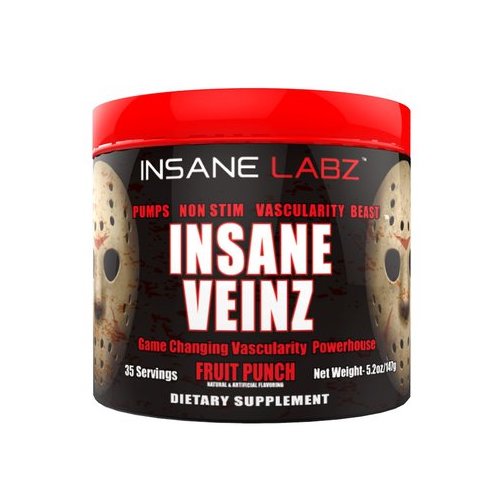 INSANE LABZ™
PUMPS NON STIM VASCULARITY BEAST
INSANE
VEINZ
Game Changing Vascularity Powerhouse
35 Servings FRUIT PUNCH Net Weight- 5.2oz/147g
NATURAL & ARTIFICIAL FLAVORING
DIETARY SUPPLEMENT